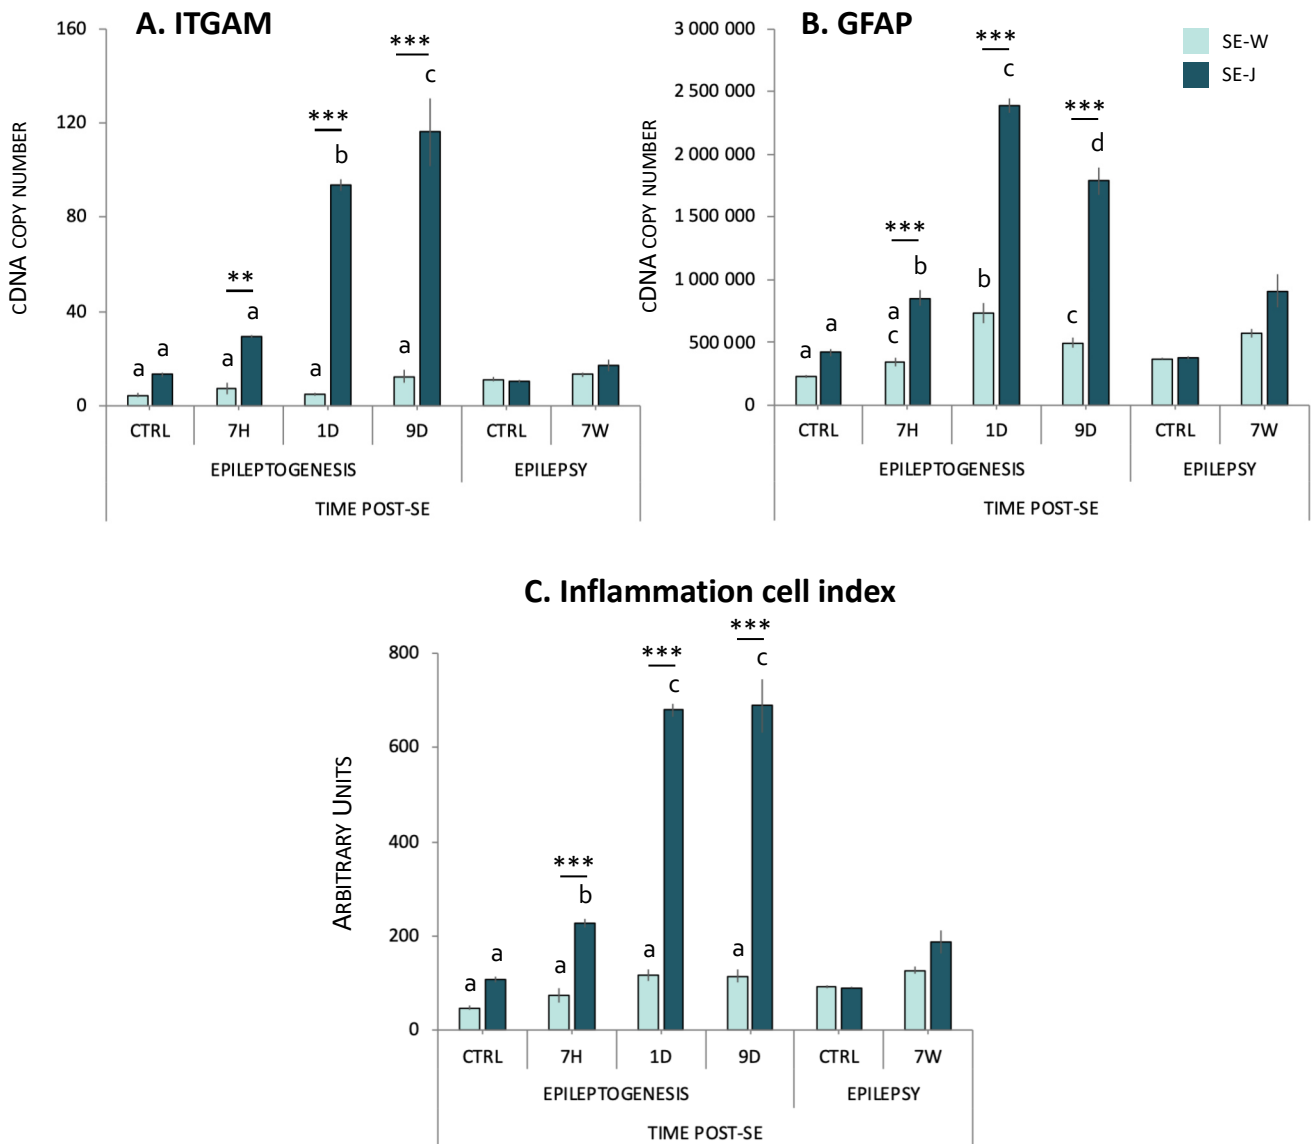 A. ITGAM
B. GFAP
SE-W
SE-J
CDNA COPY NUMBER
160
120
80
40
0
a a
a ** a
a *** b
a *** c
CTRL 7H 1D 9D CTRL 7W
EPILEPTOGENESIS EPILEPSY
TIME POST-SE
CDNA COPY NUMBER
3 000 000
2 500 000
2 000 000
1 500 000
1 000 000
500 000
0
a a
a c *** b
b *** c
c *** d
CTRL 7H 1D 9D CTRL 7W
EPILEPTOGENESIS EPILEPSY
TIME POST-SE
C. Inflammation cell index
ARBITRARY UNITS
800
600
400
200
0
a a
a *** b
a *** c
a *** c
CTRL 7H 1D 9D CTRL 7W
EPILEPTOGENESIS EPILEPSY
TIME POST-SE